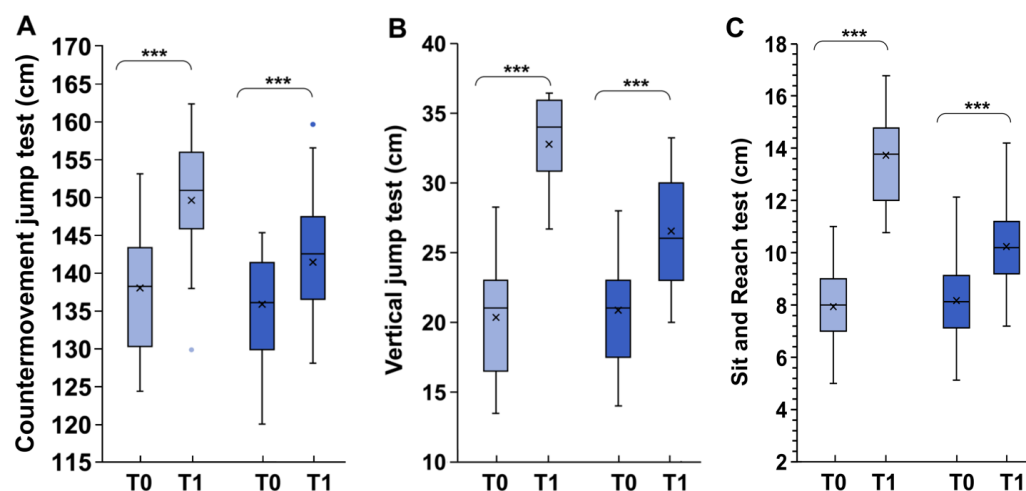 A
Countermovement jump test (cm)
170
165
160
155
150
145
140
135
130
125
120
115
***
***
T0
T1
T0
T1
B
Vertical jump test (cm)
40
35
30
25
20
15
10
***
***
T0
T1
T0
T1
C
Sit and Reach test (cm)
18
16
14
12
10
8
6
4
2
***
***
T0
T1
T0
T1